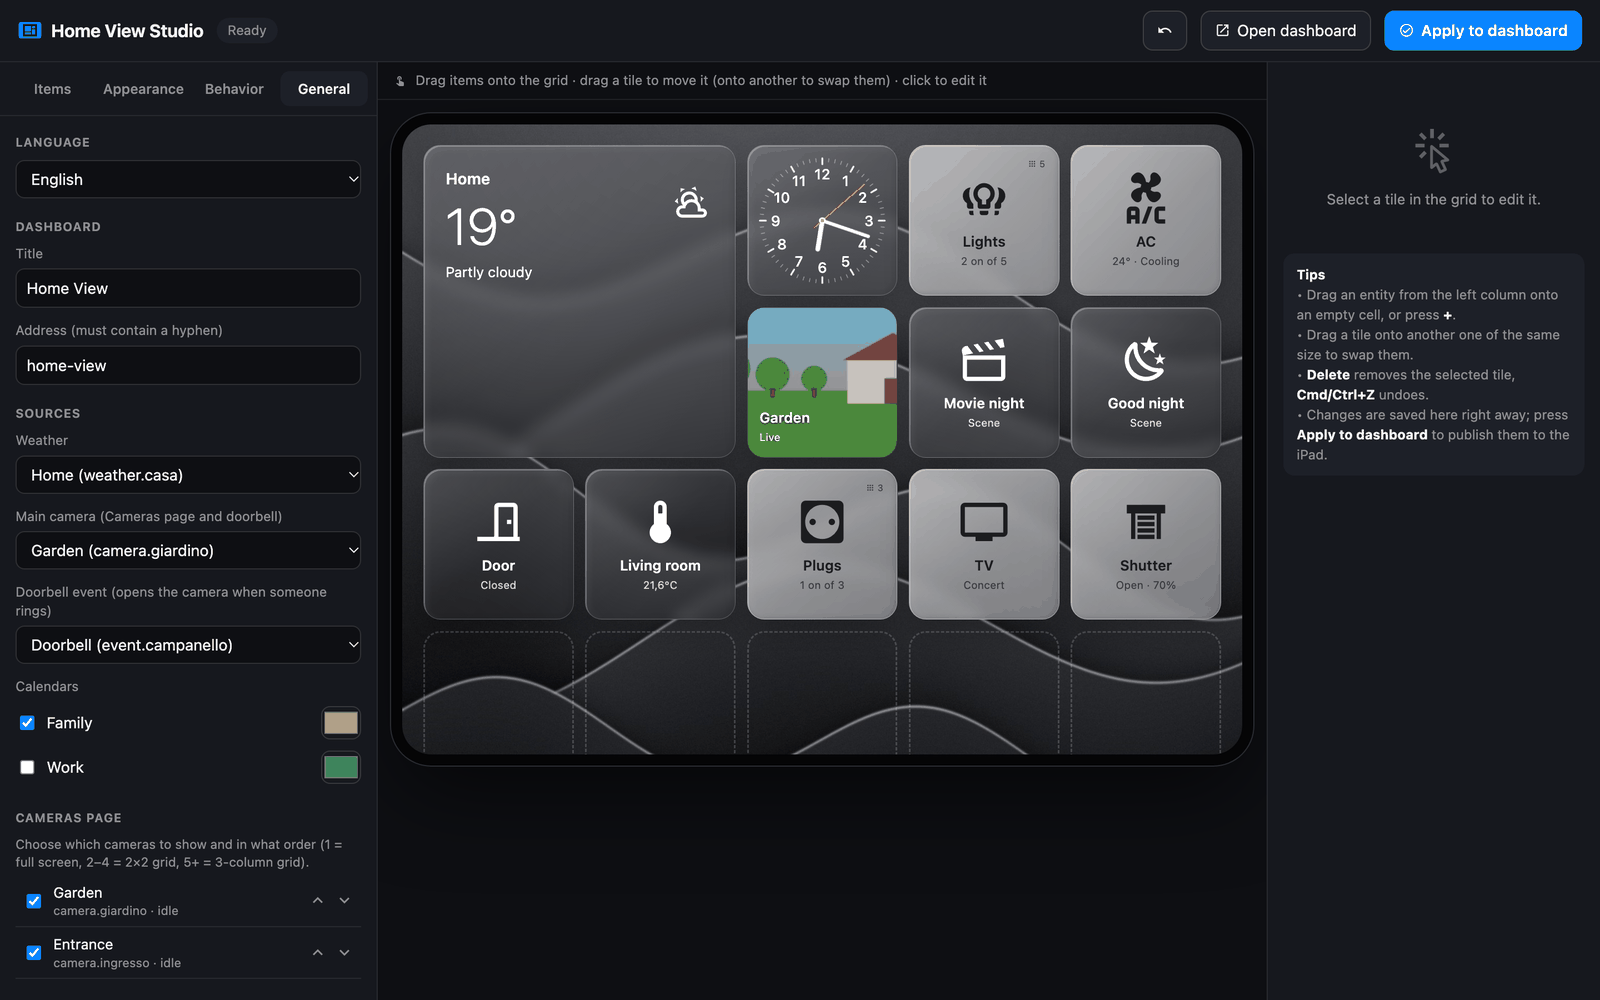 Home View Studio
Ready
Open dashboard
Apply to dashboard
Items
Appearance
Behavior
General
LANGUAGE
English
DASHBOARD
Title
Home View
Address (must contain a hyphen)
home-view
SOURCES
Weather
Home (weather.casa)
Main camera (Cameras page and doorbell)
Garden (camera.giardino)
Doorbell event (opens the camera when someone
rings)
Doorbell (event.campanello)
Calendars
Family
Work
CAMERAS PAGE
Choose which cameras to show and in what order (1 =
full screen, 2–4 = 2×2 grid, 5+ = 3-column grid).
Garden
camera.giardino · idle
Entrance
camera.ingresso · idle
Drag items onto the grid · drag a tile to move it (onto another to swap them) · click to edit it
Home
19°
Partly cloudy
12
1
2
3
4
5
6
7
8
9
10
11
5
Lights
2 on of 5
A/C
AC
24° · Cooling
Garden
Live
Movie night
Scene
Good night
Scene
Door
Closed
Living room
21,6°C
3
Plugs
1 on of 3
TV
Concert
Shutter
Open · 70%
Select a tile in the grid to edit it.
Tips
• Drag an entity from the left column onto
an empty cell, or press +.
• Drag a tile onto another one of the same
size to swap them.
• Delete removes the selected tile,
Cmd/Ctrl+Z undoes.
• Changes are saved here right away; press
Apply to dashboard to publish them to the
iPad.